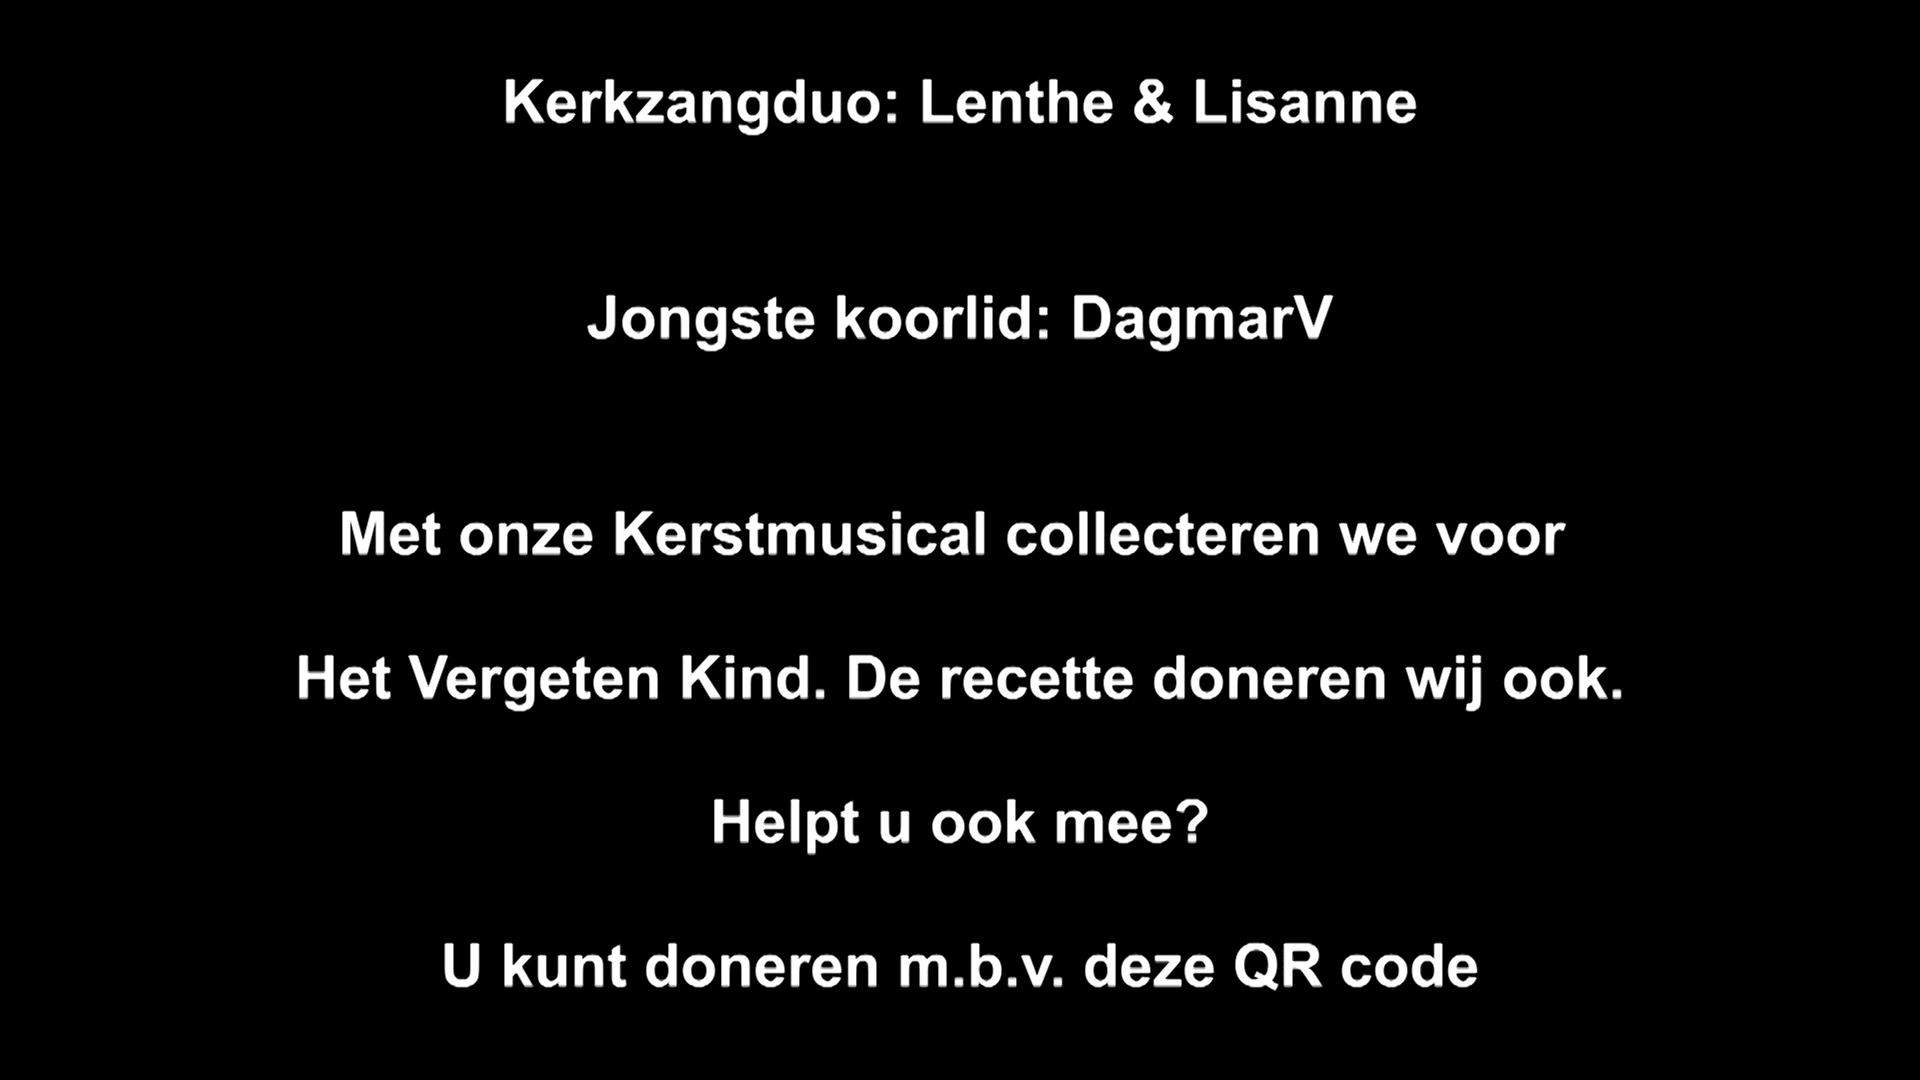 Kerkzangduo: Lenthe & Lisanne
Jongste koorlid: DagmarV
Met onze Kerstmusical collecteren we voor
Het Vergeten Kind. De recette doneren wij ook.
Helpt u ook mee?
U kunt doneren m.b.v. deze QR code